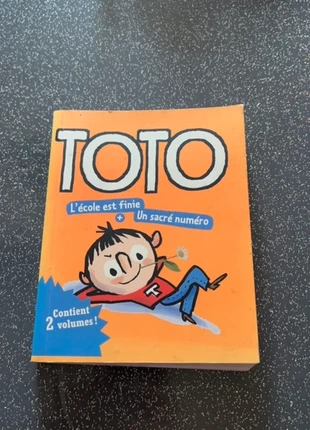 TOTO
L'école est finie
+
Un sacré numéro
T
Contient
2 volumes !